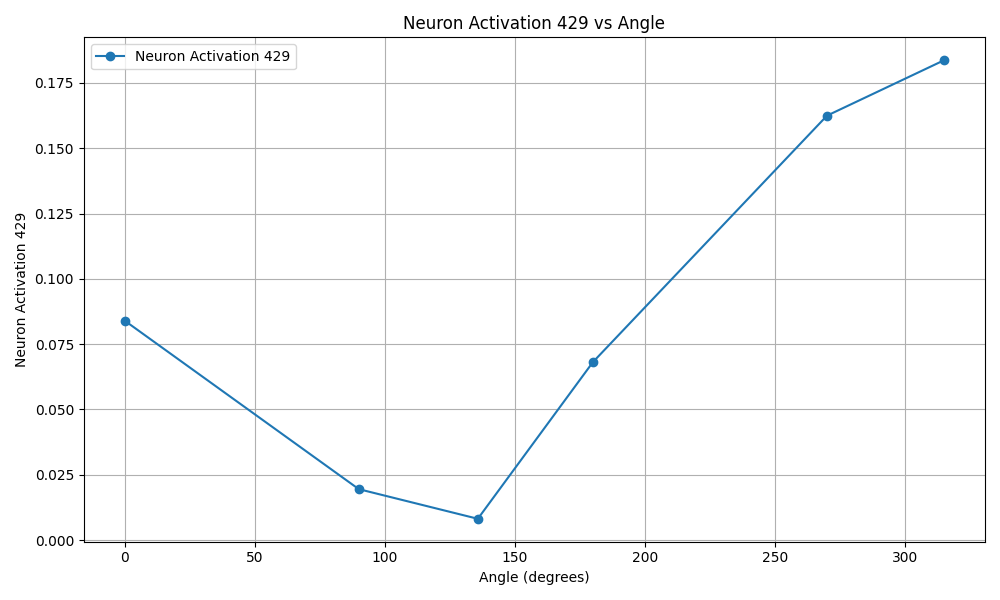 Neuron Activation 429 vs Angle
Neuron Activation 429
0.175
0.150
0.125
0.100
0.075
0.050
0.025
0.000
Neuron Activation 429
0 50 100 150 200 250 300
Angle (degrees)